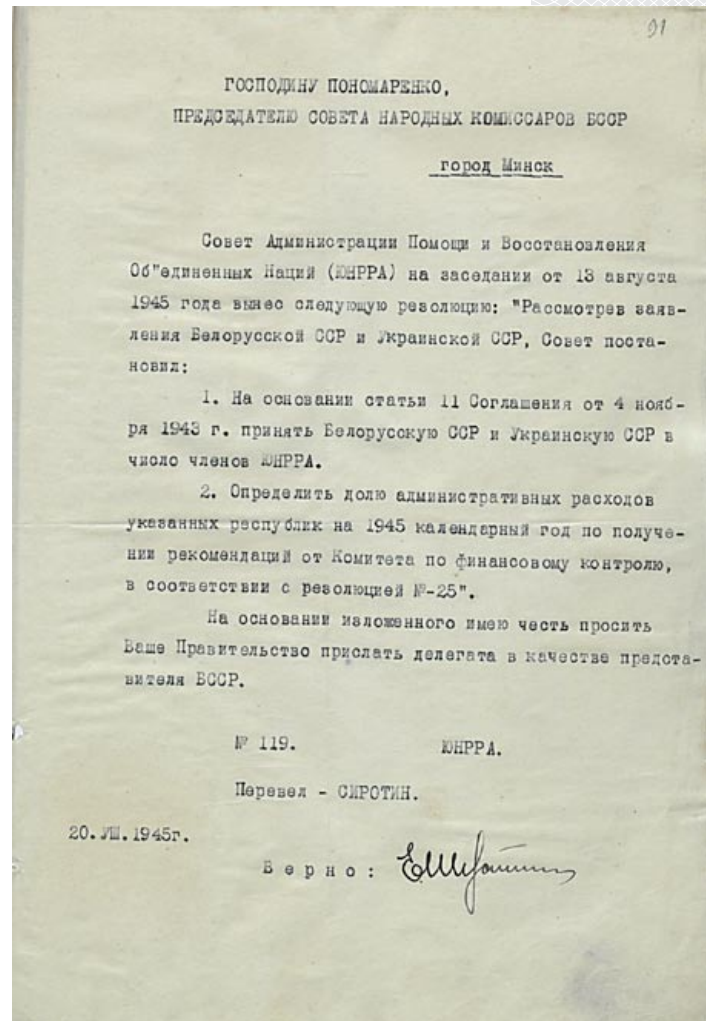 91
ГОСПОДИНУ ПОНОМАРЕНКО,
ПРЕДСЕДАТЕЛЮ СОВЕТА НАРОДНЫХ КОМИССАРОВ БССР
город Минск
Совет Администрации Помощи и Восстановления
Об"единенных Наций (ЮНРРА) на заседании от 13 августа
1945 года вынес следующую резолюцию: "Рассмотрев заяв-
ления Белорусской ССР и Украинской ССР, Совет поста-
новил:
1. На основании статьи 11 Соглашения от 4 нояб-
ря 1943 г. принять Белорусскую ССР и Украинскую ССР в
число членов ЮНРРА.
2. Определить долю административных расходов
указанных республик на 1945 календарный год по получе-
нии рекомендаций от Комитета по финансовому контролю,
в соответствии с резолюцией №-25".
На основании изложенного имею честь просить
Ваше Правительство прислать делегата в качестве предста-
вителя БССР.
№ 119. ЮНРРА.
Перевел - СИРОТИН.
20.УШ.1945г.
Верно: